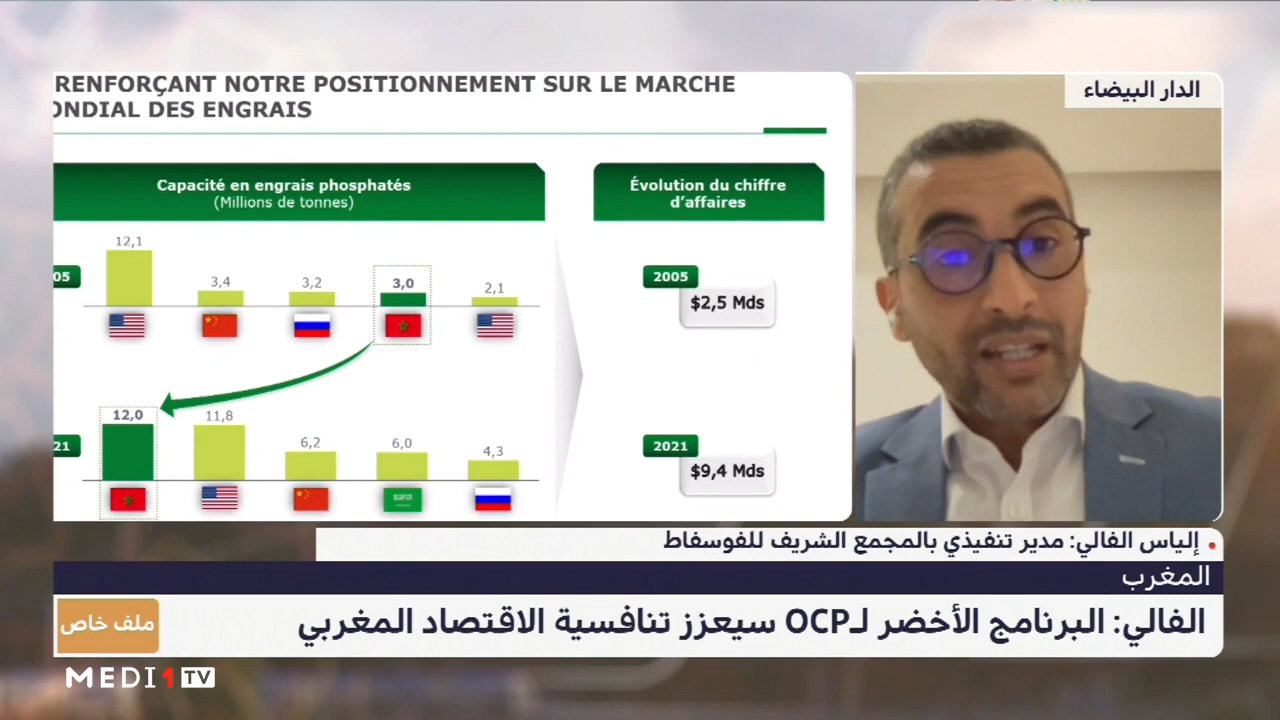 RENFORÇANT NOTRE POSITIONNEMENT SUR LE MARCHE
ONDIAL DES ENGRAIS
Capacité en engrais phosphatés
(Millions de tonnes)
05
12,1
3,4
3,2
3,0
2,1
21
12,0
11,8
6,2
6,0
4,3
Évolution du chiffre
d'affaires
2005
$2,5 Mds
2021
$9,4 Mds
الدار البيضاء
إلياس الفالي: مدير تنفيذي بالمجمع الشريف للفوسفاط
المغرب
الفالي: البرنامج الأخضر لـOCP سيعزز تنافسية الاقتصاد المغربي
ملف خاص
MEDI1TV